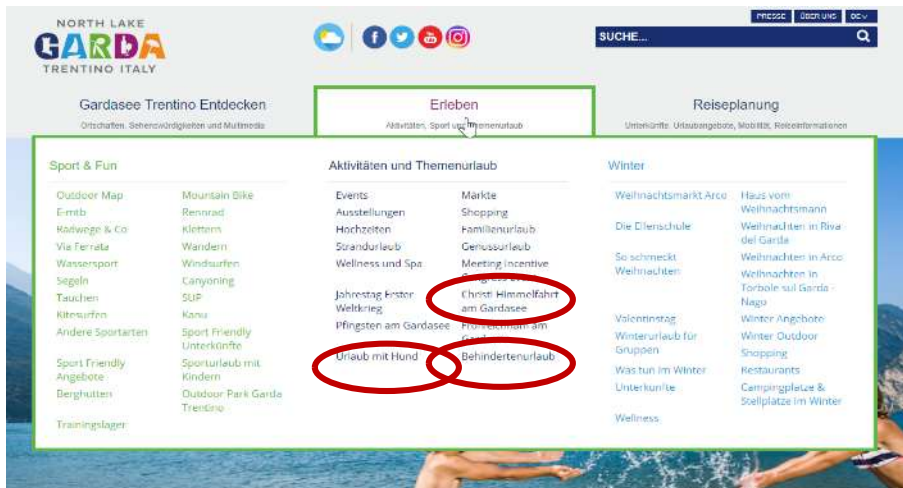 NORTH LAKE
GARDA
TRENTINO ITALY
PRESSE
ÜBER UNS
DE
SUCHE...
Gardasee Trentino Entdecken
Ortschaften, Sehenswürdigkeiten und Multimedia
Erleben
Aktivitäten, Sport und Themenurlaub
Reiseplanung
Unterkünfte, Urlaubangebote, Mobilität, Reiseinformationen
Sport & Fun
Outdoor Map
E-mtb
Radwege & Co
Via Ferrata
Wassersport
Segeln
Tauchen
Kitesurfen
Andere Sportarten
Sport Friendly
Angebote
Berghütten
Trainingslager
Mountain Bike
Rennrad
Klettern
Wandern
Windsurfen
Canyoning
SUP
Kanu
Sport Friendly
Unterkünfte
Sporturlaub mit
Kindern
Outdoor Park Garda
Trentino
Aktivitäten und Themenurlaub
Events
Ausstellungen
Hochzeiten
Strandurlaub
Wellness und Spa
Jahrestag Erster
Weltkrieg
Pfingsten am Gardasee
Urlaub mit Hund
Märkte
Shopping
Familienurlaub
Genussurlaub
Meeting Incentive
Christi Himmelfahrt
am Gardasee
am
Behindertenurlaub
Winter
Weihnachtsmarkt Arco
Die Elfenschule
So schmeckt
Weihnachten
Valentinstag
Winterurlaub für
Gruppen
Was tun im Winter
Unterkünfte
Wellness
Haus vom
Weihnachtsmann
Weihnachten in Riva
del Garda
Weihnachten in Arco
Weihnachten in
Torbole sul Garda -
Nago
Winter Angebote
Winter Outdoor
Shopping
Restaurants
Campingplätze &
Stellplätze im Winter